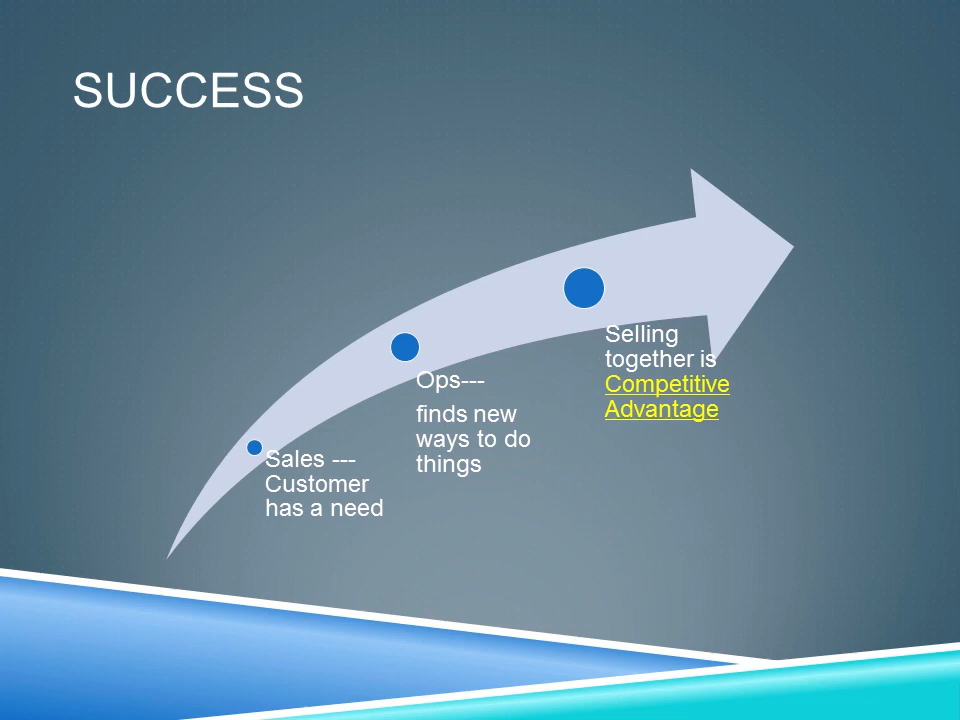 SUCCESS
Sales ---
Customer
has a need
Ops---
finds new
ways to do
things
Selling
together is
Competitive
Advantage